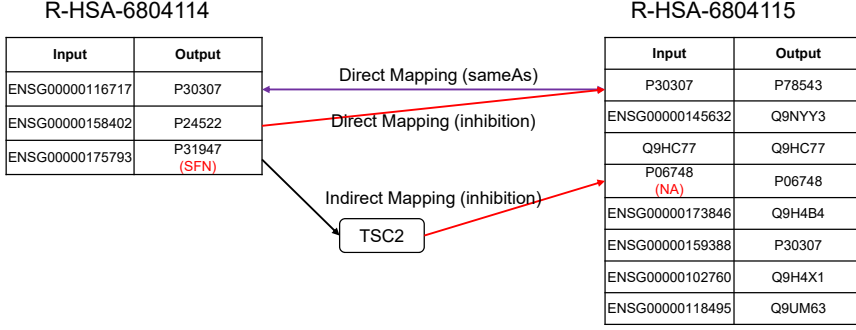 R-HSA-6804114
Input Output
ENSG00000116717 P30307
ENSG00000158402 P24522
ENSG00000175793 P31947
(SFN)
Direct Mapping (sameAs)
Direct Mapping (inhibition)
Indirect Mapping (inhibition)
TSC2
R-HSA-6804115
Input Output
P30307 P78543
ENSG00000145632 Q9NYY3
Q9HC77 Q9HC77
P06748 P06748
(NA)
ENSG00000173846 Q9H4B4
ENSG00000159388 P30307
ENSG00000102760 Q9H4X1
ENSG00000118495 Q9UM63